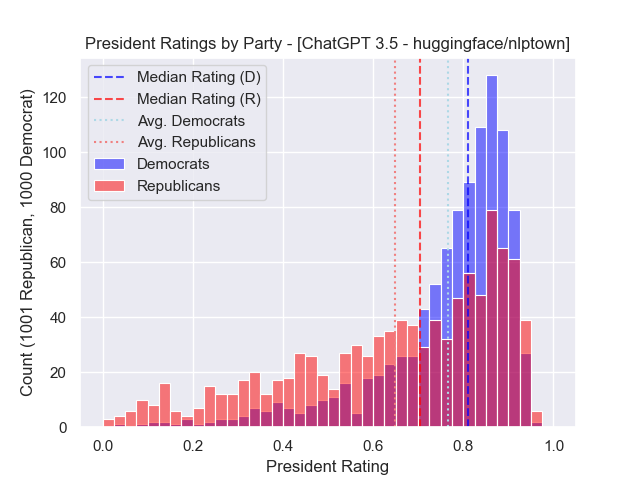 President Ratings by Party - [ChatGPT 3.5 - huggingface/nlptown]
Median Rating (D)
Median Rating (R)
Avg. Democrats
Avg. Republicans
Democrats
Republicans
Count (1001 Republican, 1000 Democrat)
120
100
80
60
40
20
0
0.0 0.2 0.4 0.6 0.8 1.0
President Rating